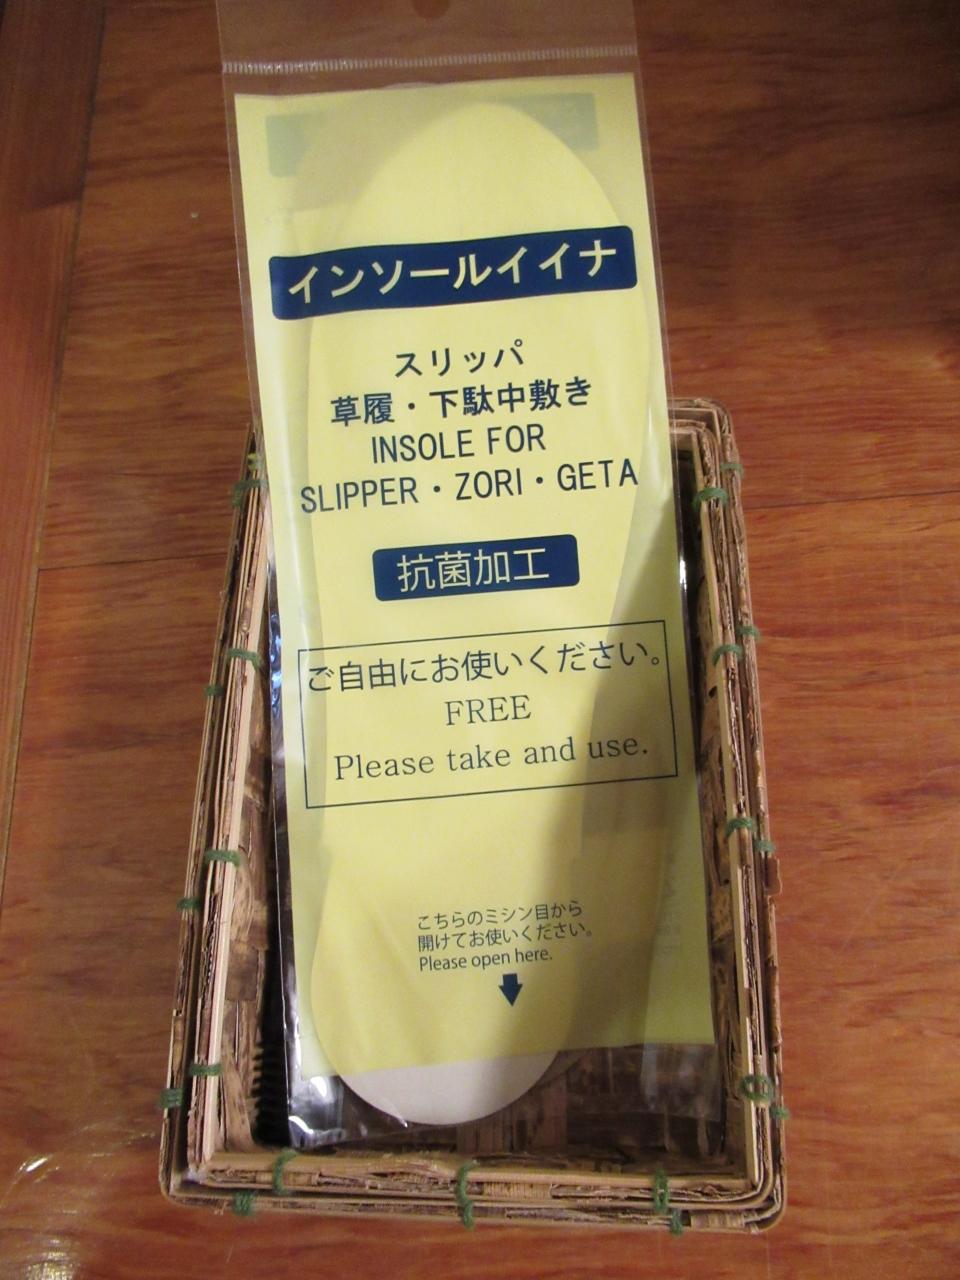 インソールイイナ
スリッパ
草履・下駄中敷き
INSOLE FOR
SLIPPER・ZORI・GETA
抗菌加工
ご自由にお使いください。
FREE
Please take and use.
こちらのミシン目から
開けてお使いください。
Please open here.